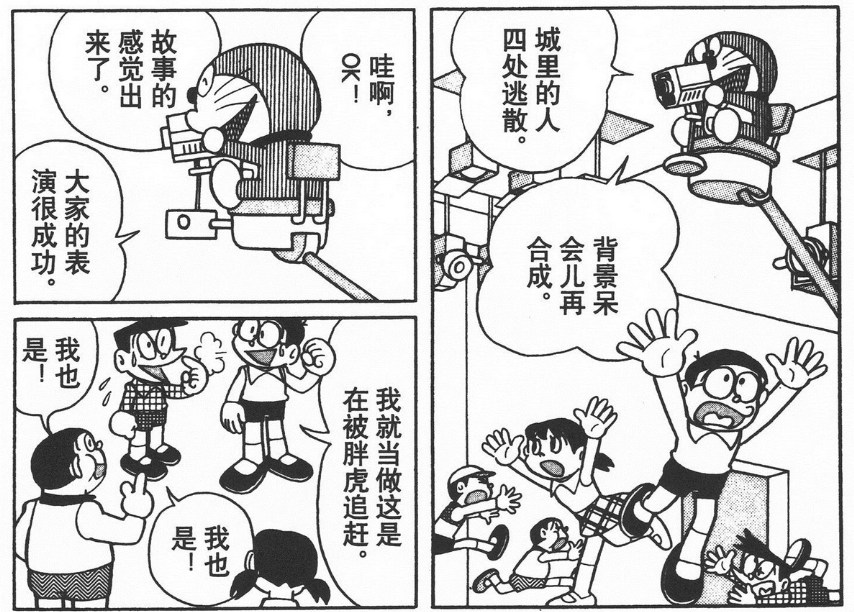 城里的人
四处逃散。
背景呆
会儿再
合成。
哇啊，
OK！
故事的
感觉出
来了。
大家的表
演很成功。
我就当做这是
在被胖虎追赶。
我也
是！
我也
是！